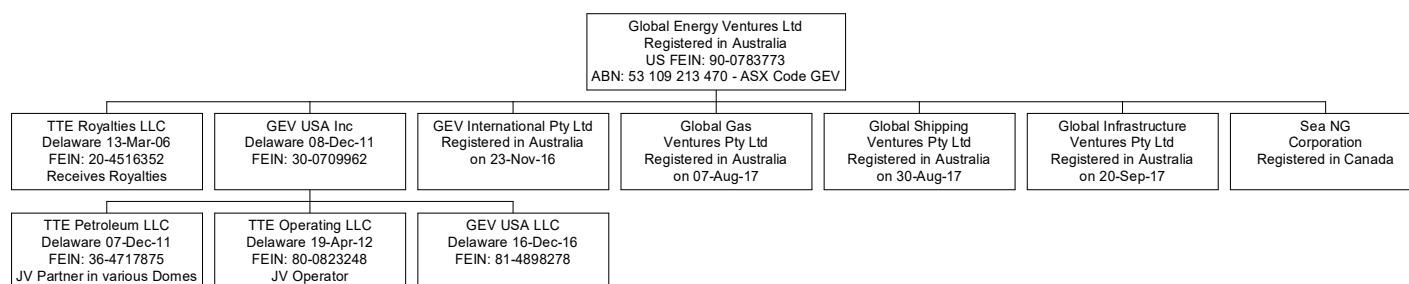 Global Energy Ventures Ltd
Registered in Australia
US FEIN: 90-0783773
ABN: 53 109 213 470 - ASX Code GEV
TTE Royalties LLC
Delaware 13-Mar-06
FEIN: 20-4516352
Receives Royalties
GEV USA Inc
Delaware 08-Dec-11
FEIN: 30-0709962
GEV International Pty Ltd
Registered in Australia
on 23-Nov-16
Global Gas
Ventures Pty Ltd
Registered in Australia
on 07-Aug-17
Global Shipping
Ventures Pty Ltd
Registered in Australia
on 30-Aug-17
Global Infrastructure
Ventures Pty Ltd
Registered in Australia
on 20-Sep-17
Sea NG
Corporation
Registered in Canada
TTE Petroleum LLC
Delaware 07-Dec-11
FEIN: 36-4717875
JV Partner in various Domes
TTE Operating LLC
Delaware 19-Apr-12
FEIN: 80-0823248
JV Operator
GEV USA LLC
Delaware 16-Dec-16
FEIN: 81-4898278